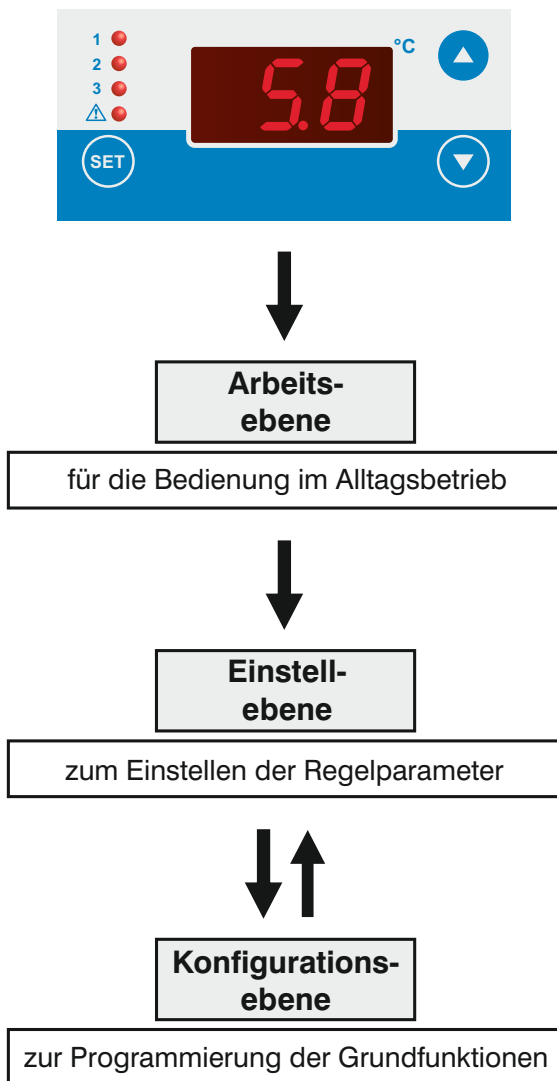 1
2
3
5.8
°C
SET
Arbeits-
ebene
für die Bedienung im Alltagsbetrieb
Einstell-
ebene
zum Einstellen der Regelparameter
Konfigurations-
ebene
zur Programmierung der Grundfunktionen